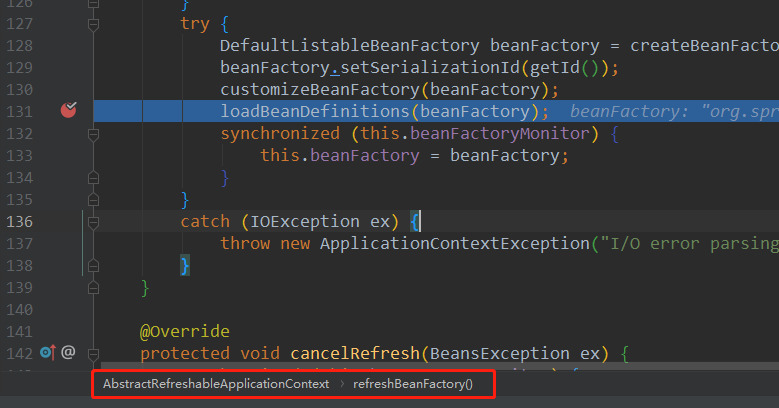 126 }
127 try {
128 DefaultListableBeanFactory beanFactory = createBeanFacto
129 beanFactory.setSerializationId(getId());
130 customizeBeanFactory(beanFactory);
131 loadBeanDefinitions(beanFactory); beanFactory: "org.spr
132 synchronized (this.beanFactoryMonitor) {
133 this.beanFactory = beanFactory;
134 }
135 }
136 catch (IOException ex) {
137 throw new ApplicationContextException("I/O error parsing
138 }
139 }
140
141 @Override
142 @ protected void cancelRefresh(BeansException ex) {
AbstractRefreshableApplicationContext › refreshBeanFactory()